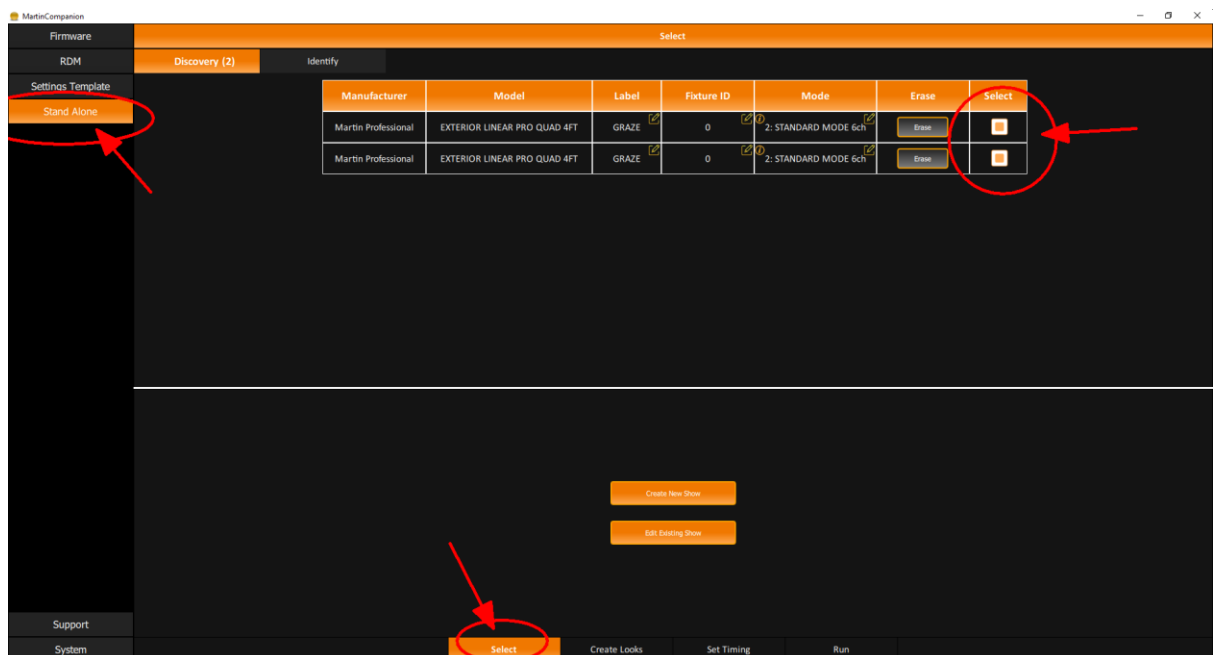 MartinCompanion
Firmware
Select
RDM
Discovery (2)
Identify
Settings Template
Stand Alone
Manufacturer Model Label Fixture ID Mode Erase Select
Martin Professional EXTERIOR LINEAR PRO QUAD 4FT GRAZE 0 2: STANDARD MODE 6ch Erase
Martin Professional EXTERIOR LINEAR PRO QUAD 4FT GRAZE 0 2: STANDARD MODE 6ch Erase
Create New Show
Edit Existing Show
Support
System
Select Create Looks Set Timing Run